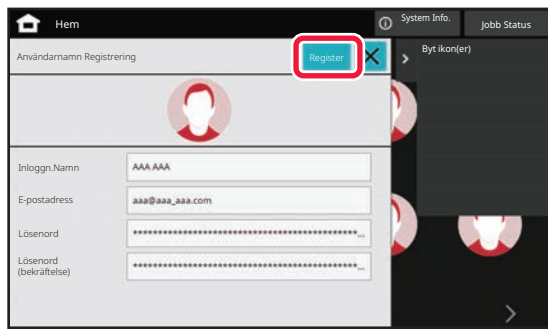 Hem
System Info.
Jobb Status
Användarnamn Registrering
Register
Byt ikon(er)
Inloggn.Namn
AAA AAA
E-postadress
aaa@aaa_aaa.com
Lösenord
Lösenord
(bekräftelse)